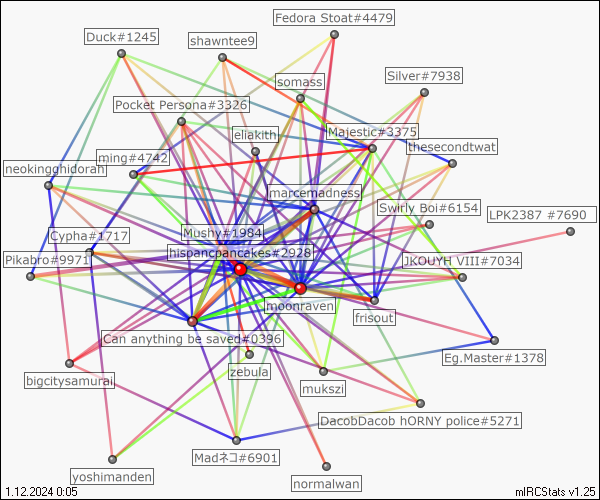 Fedora Stoat#4479
Duck#1245
shawntee9
Silver#7938
somass
Pocket Persona#3326
eliakith
Majestic#3375
thesecondtwat
ming#4742
neokingghidorah
marcemadness
Swirly Boi#6154
LPK2387 #7690
Mushy#1984
Cypha#1717
hispancpancakes#2928
Pikabro#9971
JKOUYH VIII#7034
moonraven
frisout
Can anything be saved#0396
Eg.Master#1378
zebula
bigcitysamurai
mukszi
DacobDacob hORNY police#5271
Madネコ#6901
yoshimanden
normalwan
1.12.2024 0:05
mIRCStats v1.25